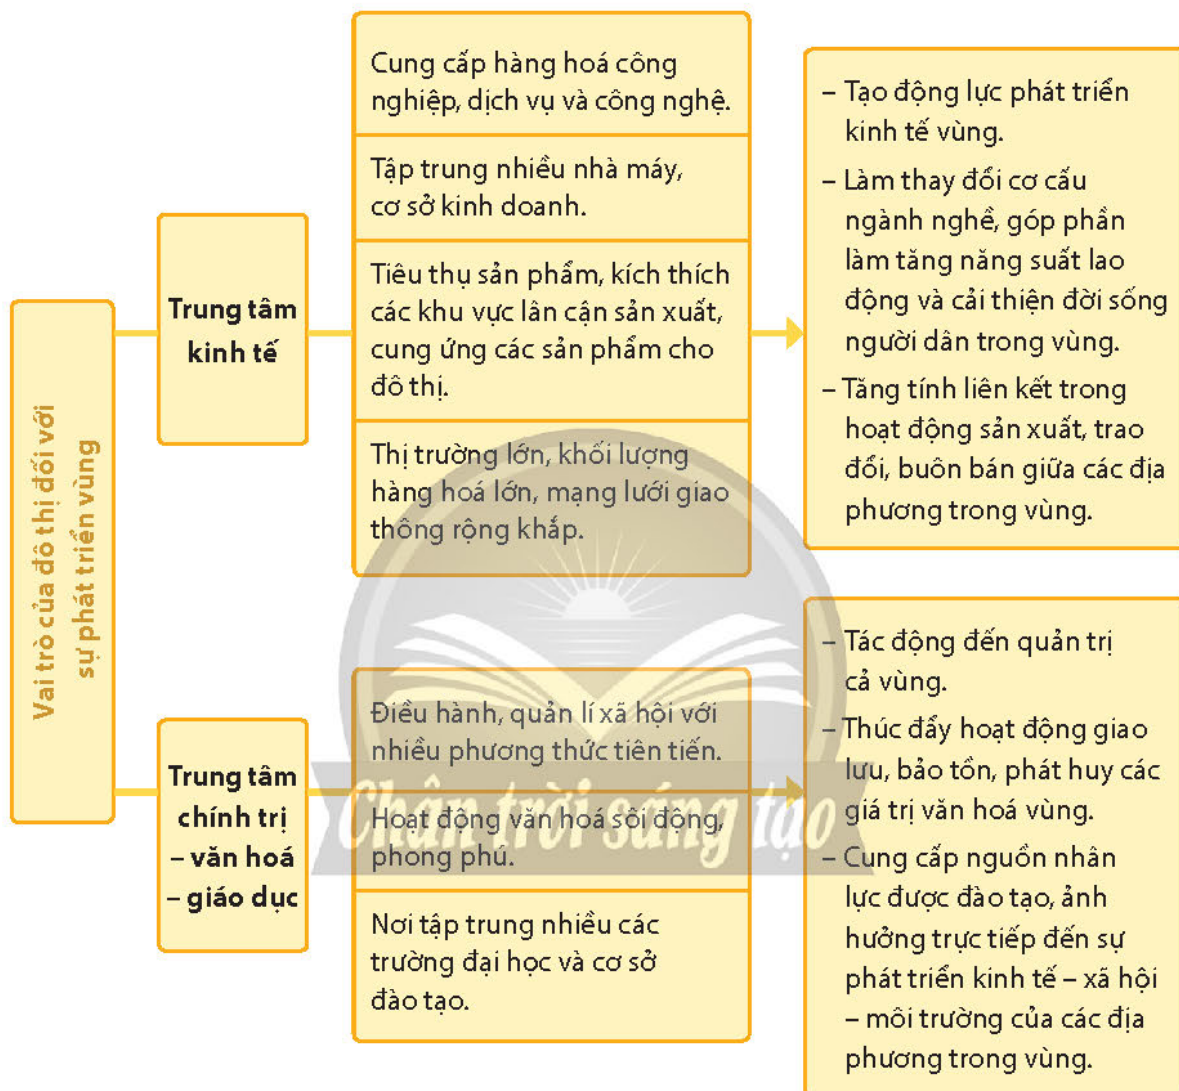 Vai trò của đô thị đối với
sự phát triển vùng
Trung tâm
kinh tế
Cung cấp hàng hoá công
nghiệp, dịch vụ và công nghệ.
Tập trung nhiều nhà máy,
cơ sở kinh doanh.
Tiêu thụ sản phẩm, kích thích
các khu vực lân cận sản xuất,
cung ứng các sản phẩm cho
đô thị.
Thị trường lớn, khối lượng
hàng hoá lớn, mạng lưới giao
thông rộng khắp.
– Tạo động lực phát triển
kinh tế vùng.
– Làm thay đổi cơ cấu
ngành nghề, góp phần
làm tăng năng suất lao
động và cải thiện đời sống
người dân trong vùng.
– Tăng tính liên kết trong
hoạt động sản xuất, trao
đổi, buôn bán giữa các địa
phương trong vùng.
Trung tâm
chính trị
– văn hoá
– giáo dục
Điều hành, quản lí xã hội với
nhiều phương thức tiên tiến.
Hoạt động văn hoá sôi động,
phong phú.
Nơi tập trung nhiều các
trường đại học và cơ sở
đào tạo.
– Tác động đến quản trị
cả vùng.
– Thúc đẩy hoạt động giao
lưu, bảo tồn, phát huy các
giá trị văn hoá vùng.
– Cung cấp nguồn nhân
lực được đào tạo, ảnh
hưởng trực tiếp đến sự
phát triển kinh tế – xã hội
– môi trường của các địa
phương trong vùng.
Chân trời sáng tạo